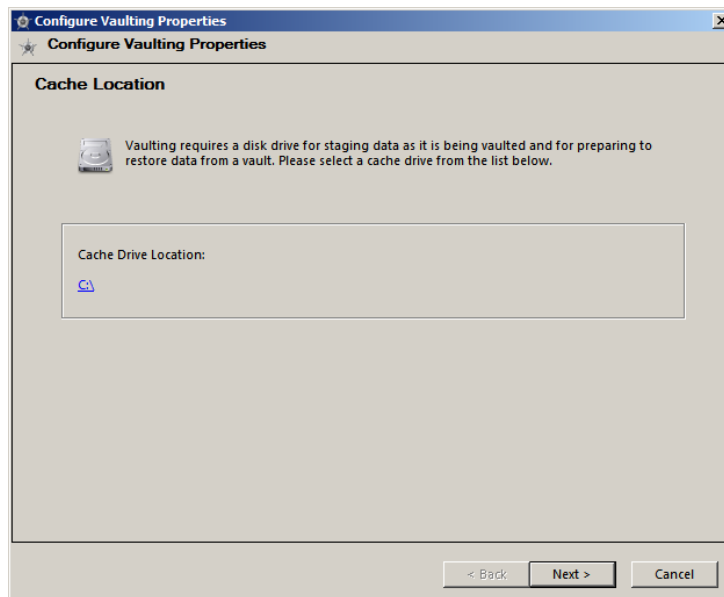 Configure Vaulting Properties
Configure Vaulting Properties
Cache Location
Vaulting requires a disk drive for staging data as it is being vaulted and for preparing to
restore data from a vault. Please select a cache drive from the list below.
Cache Drive Location:
C:\
< Back Next > Cancel